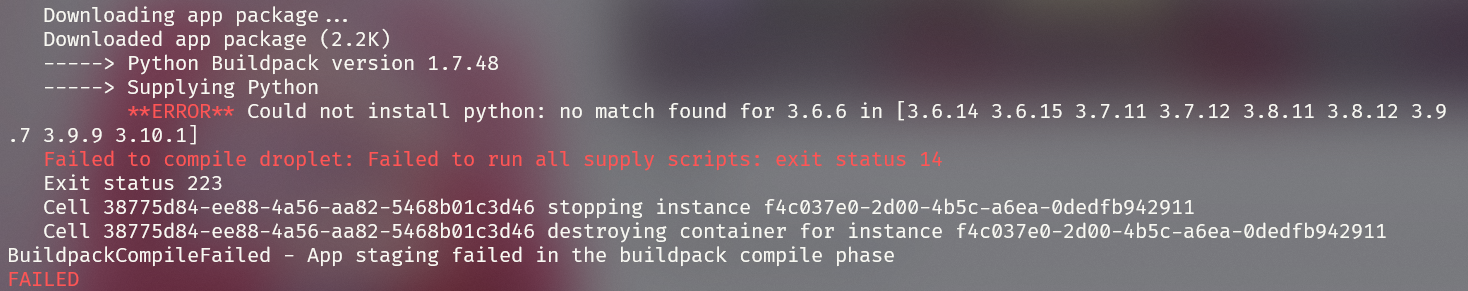 Downloading app package...
Downloaded app package (2.2K)
-----> Python Buildpack version 1.7.48
-----> Supplying Python
**ERROR** Could not install python: no match found for 3.6.6 in [3.6.14 3.6.15 3.7.11 3.7.12 3.8.11 3.8.12 3.9
.7 3.9.9 3.10.1]
Failed to compile droplet: Failed to run all supply scripts: exit status 14
Exit status 223
Cell 38775d84-ee88-4a56-aa82-5468b01c3d46 stopping instance f4c037e0-2d00-4b5c-a6ea-0dedfb942911
Cell 38775d84-ee88-4a56-aa82-5468b01c3d46 destroying container for instance f4c037e0-2d00-4b5c-a6ea-0dedfb942911
BuildpackCompileFailed - App staging failed in the buildpack compile phase
FAILED